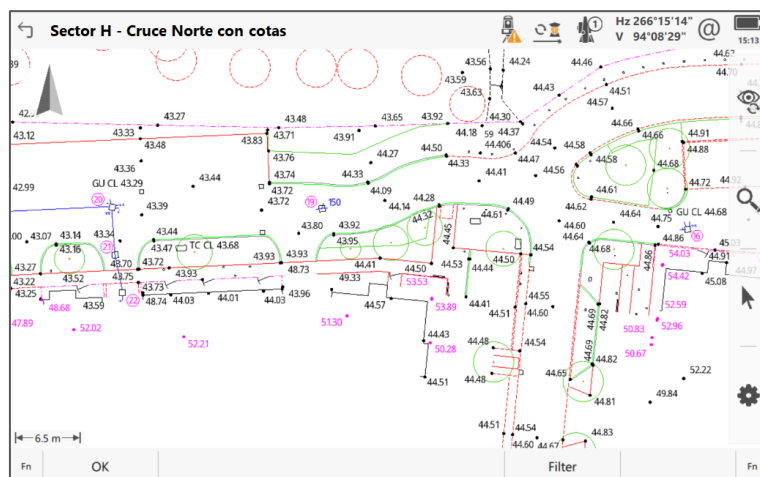 Sector H - Cruce Norte con cotas
1
Hz 266°15'14"
V 94°08'29"
@
15:13
43.56 44.24 44.46 44.62
43.59 44.70
43.63 44.43 44.51
44.57
43.27 43.48 43.65 43.92 44.30 44.66
43.12 43.33 43.71 43.91 44.18 59 44.37 44.66 44.91
43.48 43.83 44.54 44.88
43.76 44.50 44.33 44.406 44.47 44.58 44.58
43.36 44.27 44.56 44.68
GU CL 43.29 43.74 44.33 44.41 44.92
42.99 43.44 43.72 44.09 44.61 44.72
20 19 150 44.14 44.28 44.49 44.62
43.39 43.72 44.32 44.61 44.64 44.75 GU CL 44.68
16
43.07 43.14 43.34 43.44 43.80 43.92 44.45 44.60 44.86 45.03
43.16 21 43.47 TC CL 43.68 43.95 44.50 44.54 44.68 54.03 44.91
43.27 48.70 43.72 43.93 43.93 44.50 44.53 44.44 44.86 54.42 44.97
43.22 43.52 43.75 43.93 48.73 44.41 45.08
43.25 43.73 49.33 53.53
48.68 43.59 22 48.74 44.03 44.01 44.03 43.96 44.57 53.89 44.41 44.55 44.69 44.82 52.59
47.89 52.02 51.30 44.51 44.60 50.83 52.96
52.21 44.43 50.28 44.54 44.69 50.67
44.48 44.82
44.51 44.48 44.65 52.22
44.81 49.84
44.51 44.54 44.83
44.60 44.67
6.5 m
Fn OK Filter Fn